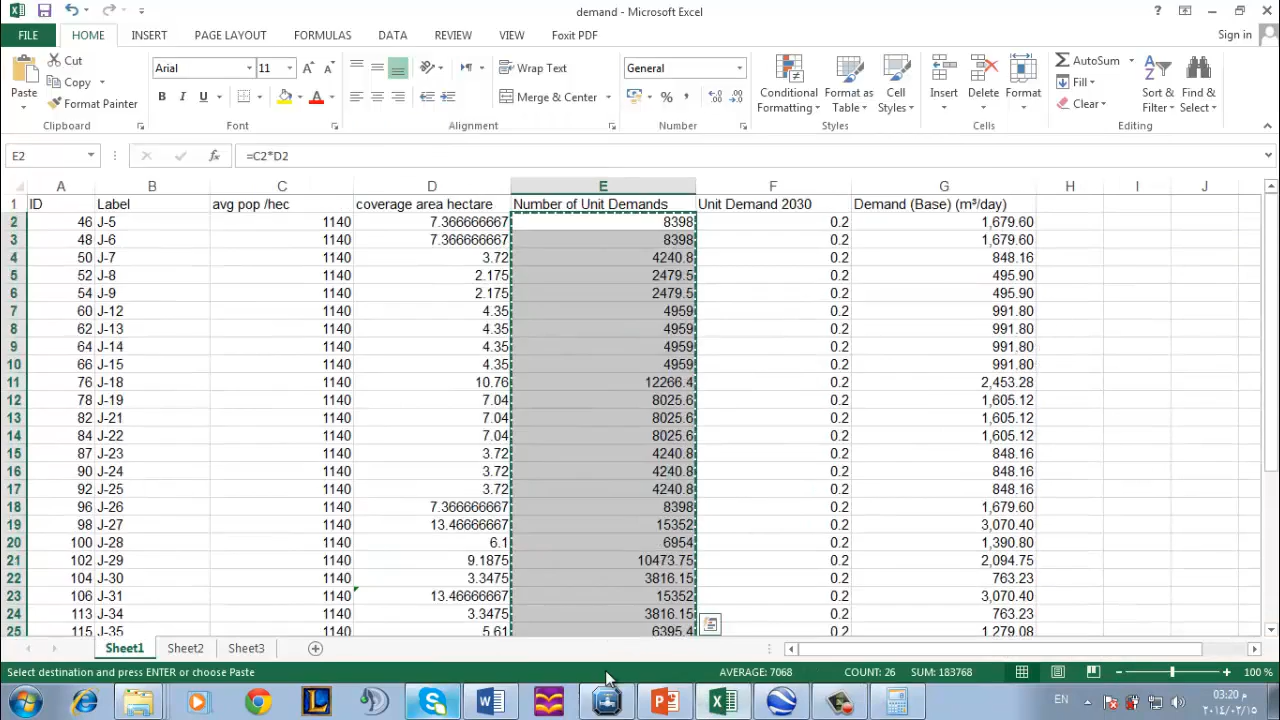 demand - Microsoft Excel
FILE HOME INSERT PAGE LAYOUT FORMULAS DATA REVIEW VIEW Foxit PDF Sign in
Cut
Copy
Format Painter
Paste
Clipboard
Arial 11
B I U
Font
Wrap Text
Merge & Center
Alignment
General
%
Number
Conditional Formatting
Format as Table
Cell Styles
Styles
Insert Delete Format
Cells
AutoSum
Fill
Clear
Sort & Filter
Find & Select
Editing
E2 fx =C2*D2
A B C D E F G H I J
1 ID Label avg pop /hec coverage area hectare Number of Unit Demands Unit Demand 2030 Demand (Base) (m³/day)
2 46 J-5 1140 7.366666667 8398 0.2 1,679.60
3 48 J-6 1140 7.366666667 8398 0.2 1,679.60
4 50 J-7 1140 3.72 4240.8 0.2 848.16
5 52 J-8 1140 2.175 2479.5 0.2 495.90
6 54 J-9 1140 2.175 2479.5 0.2 495.90
7 60 J-12 1140 4.35 4959 0.2 991.80
8 62 J-13 1140 4.35 4959 0.2 991.80
9 64 J-14 1140 4.35 4959 0.2 991.80
10 66 J-15 1140 4.35 4959 0.2 991.80
11 76 J-18 1140 10.76 12266.4 0.2 2,453.28
12 78 J-19 1140 7.04 8025.6 0.2 1,605.12
13 82 J-21 1140 7.04 8025.6 0.2 1,605.12
14 84 J-22 1140 7.04 8025.6 0.2 1,605.12
15 87 J-23 1140 3.72 4240.8 0.2 848.16
16 90 J-24 1140 3.72 4240.8 0.2 848.16
17 92 J-25 1140 3.72 4240.8 0.2 848.16
18 96 J-26 1140 7.366666667 8398 0.2 1,679.60
19 98 J-27 1140 13.46666667 15352 0.2 3,070.40
20 100 J-28 1140 6.1 6954 0.2 1,390.80
21 102 J-29 1140 9.1875 10473.75 0.2 2,094.75
22 104 J-30 1140 3.3475 3816.15 0.2 763.23
23 106 J-31 1140 13.46666667 15352 0.2 3,070.40
24 113 J-34 1140 3.3475 3816.15 0.2 763.23
25 115 J-35 1140 5.61 6395.4 0.2 1,279.08
Sheet1 Sheet2 Sheet3
Select destination and press ENTER or choose Paste AVERAGE: 7068 COUNT: 26 SUM: 183768 100 %
EN 03:20 م
٢٠١٤/٠٢/١٥